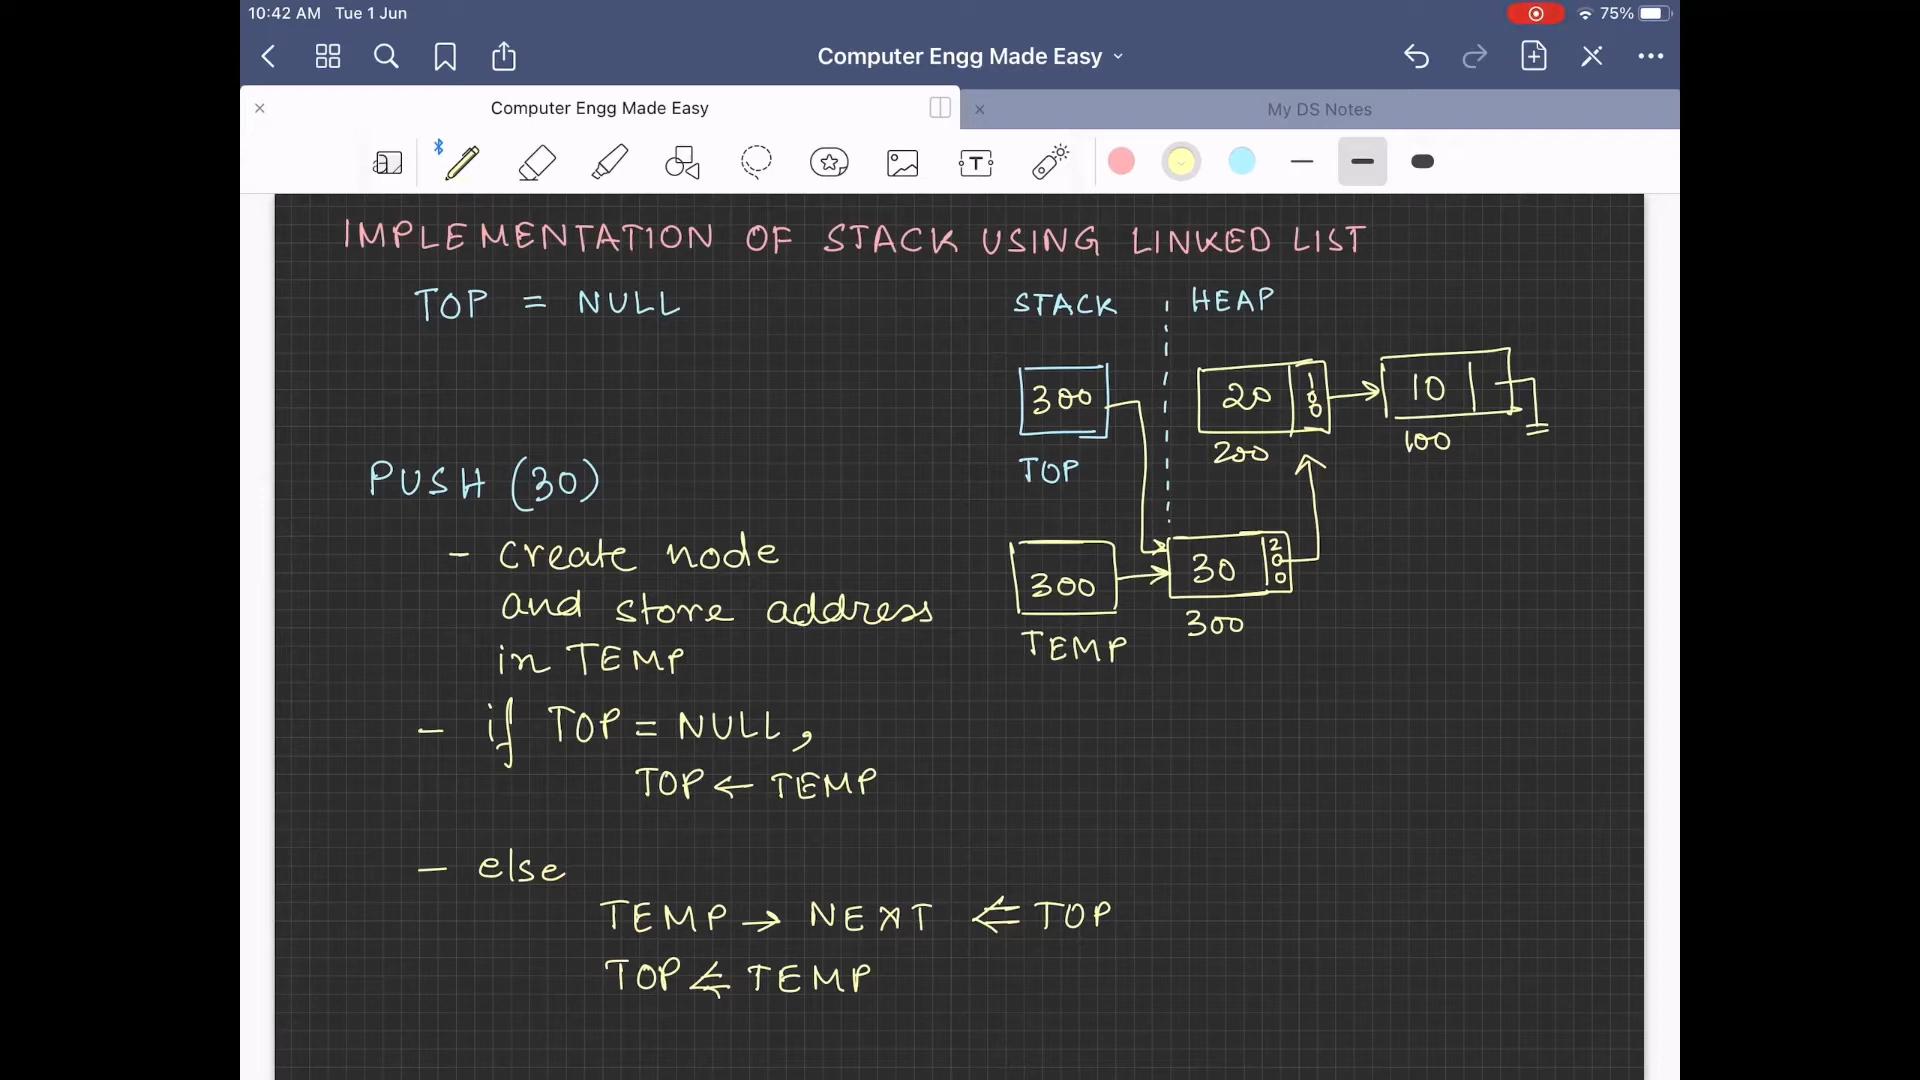 10:42 AM Tue 1 Jun
75%
Computer Engg Made Easy
Computer Engg Made Easy
My DS Notes
IMPLEMENTATION OF STACK USING LINKED LIST
TOP = NULL
STACK HEAP
300 20 100 10
200 100
TOP
PUSH (30)
- create node
and store address
in TEMP
300 30 200
300
TEMP
- if TOP = NULL,
TOP ← TEMP
- else
TEMP → NEXT ⇐ TOP
TOP ⇐ TEMP